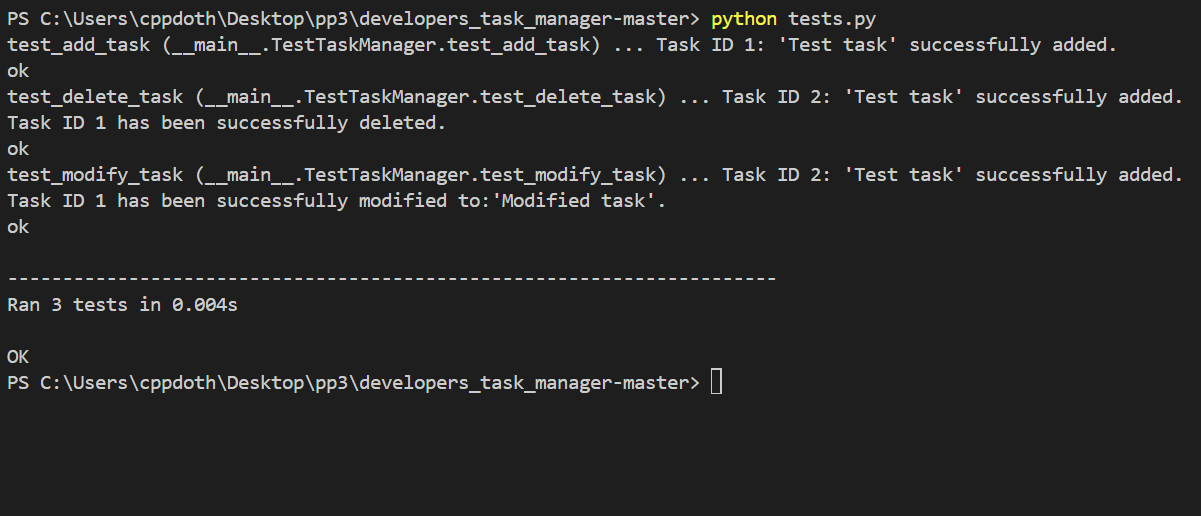 PS C:\Users\cppdoth\Desktop\pp3\developers_task_manager-master> python tests.py
test_add_task (__main__.TestTaskManager.test_add_task) ... Task ID 1: 'Test task' successfully added.
ok
test_delete_task (__main__.TestTaskManager.test_delete_task) ... Task ID 2: 'Test task' successfully added.
Task ID 1 has been successfully deleted.
ok
test_modify_task (__main__.TestTaskManager.test_modify_task) ... Task ID 2: 'Test task' successfully added.
Task ID 1 has been successfully modified to:'Modified task'.
ok
----------------------------------------------------------------------
Ran 3 tests in 0.004s
OK
PS C:\Users\cppdoth\Desktop\pp3\developers_task_manager-master>